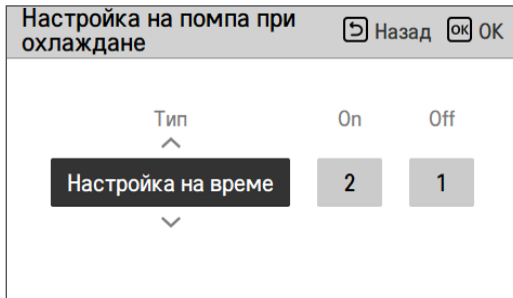 Настройка на помпа при
охлаждане
Назад OK OK
Тип On Off
Настройка на време 2 1